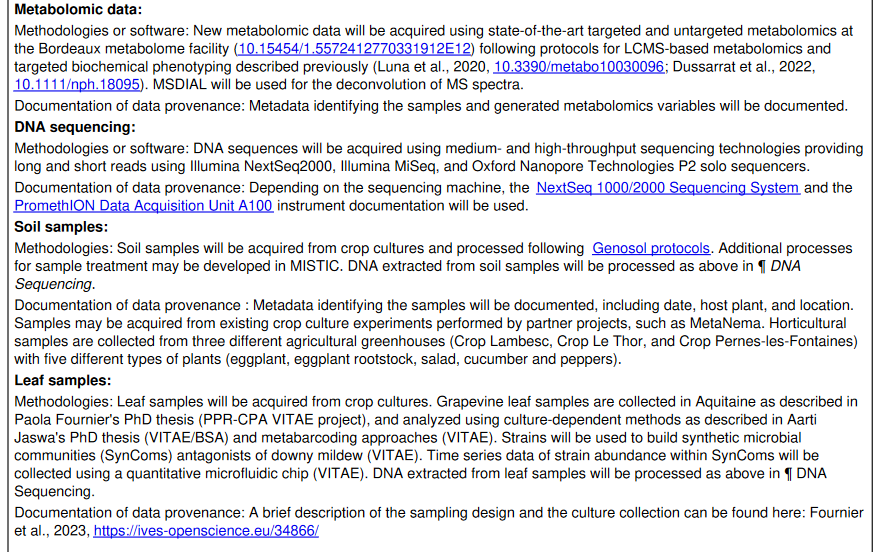 Metabolomic data:
Methodologies or software: New metabolomic data will be acquired using state-of-the-art targeted and untargeted metabolomics at
the Bordeaux metabolome facility (10.15454/1.5572412770331912E12) following protocols for LCMS-based metabolomics and
targeted biochemical phenotyping described previously (Luna et al., 2020, 10.3390/metabo10030096; Dussarrat et al., 2022,
10.1111/nph.18095). MSDIAL will be used for the deconvolution of MS spectra.
Documentation of data provenance: Metadata identifying the samples and generated metabolomics variables will be documented.
DNA sequencing:
Methodologies or software: DNA sequences will be acquired using medium- and high-throughput sequencing technologies providing
long and short reads using Illumina NextSeq2000, Illumina MiSeq, and Oxford Nanopore Technologies P2 solo sequencers.
Documentation of data provenance: Depending on the sequencing machine, the NextSeq 1000/2000 Sequencing System and the
PromethION Data Acquisition Unit A100 instrument documentation will be used.
Soil samples:
Methodologies: Soil samples will be acquired from crop cultures and processed following Genosol protocols. Additional processes
for sample treatment may be developed in MISTIC. DNA extracted from soil samples will be processed as above in ¶ DNA
Sequencing.
Documentation of data provenance : Metadata identifying the samples will be documented, including date, host plant, and location.
Samples may be acquired from existing crop culture experiments performed by partner projects, such as MetaNema. Horticultural
samples are collected from three different agricultural greenhouses (Crop Lambesc, Crop Le Thor, and Crop Pernes-les-Fontaines)
with five different types of plants (eggplant, eggplant rootstock, salad, cucumber and peppers).
Leaf samples:
Methodologies: Leaf samples will be acquired from crop cultures. Grapevine leaf samples are collected in Aquitaine as described in
Paola Fournier's PhD thesis (PPR-CPA VITAE project), and analyzed using culture-dependent methods as described in Aarti
Jaswa's PhD thesis (VITAE/BSA) and metabarcoding approaches (VITAE). Strains will be used to build synthetic microbial
communities (SynComs) antagonists of downy mildew (VITAE). Time series data of strain abundance within SynComs will be
collected using a quantitative microfluidic chip (VITAE). DNA extracted from leaf samples will be processed as above in ¶ DNA
Sequencing.
Documentation of data provenance: A brief description of the sampling design and the culture collection can be found here: Fournier
et al., 2023, https://ives-openscience.eu/34866/